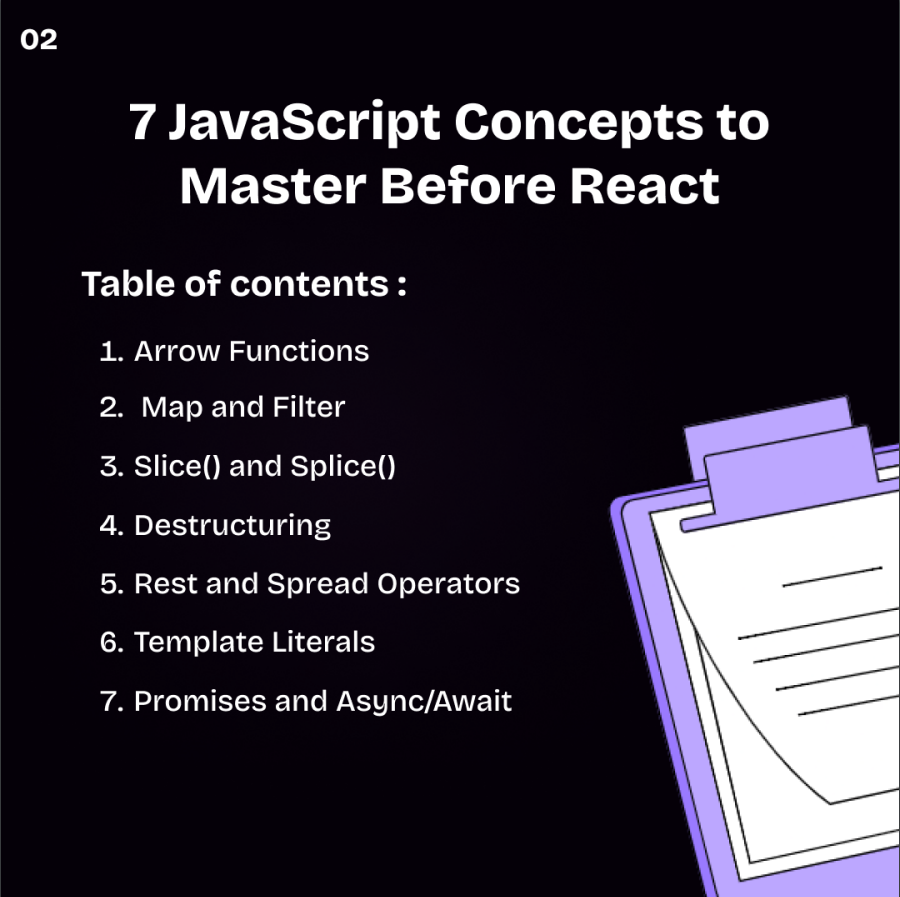 02
7 JavaScript Concepts to
Master Before React
Table of contents :
1. Arrow Functions
2. Map and Filter
3. Slice() and Splice()
4. Destructuring
5. Rest and Spread Operators
6. Template Literals
7. Promises and Async/Await